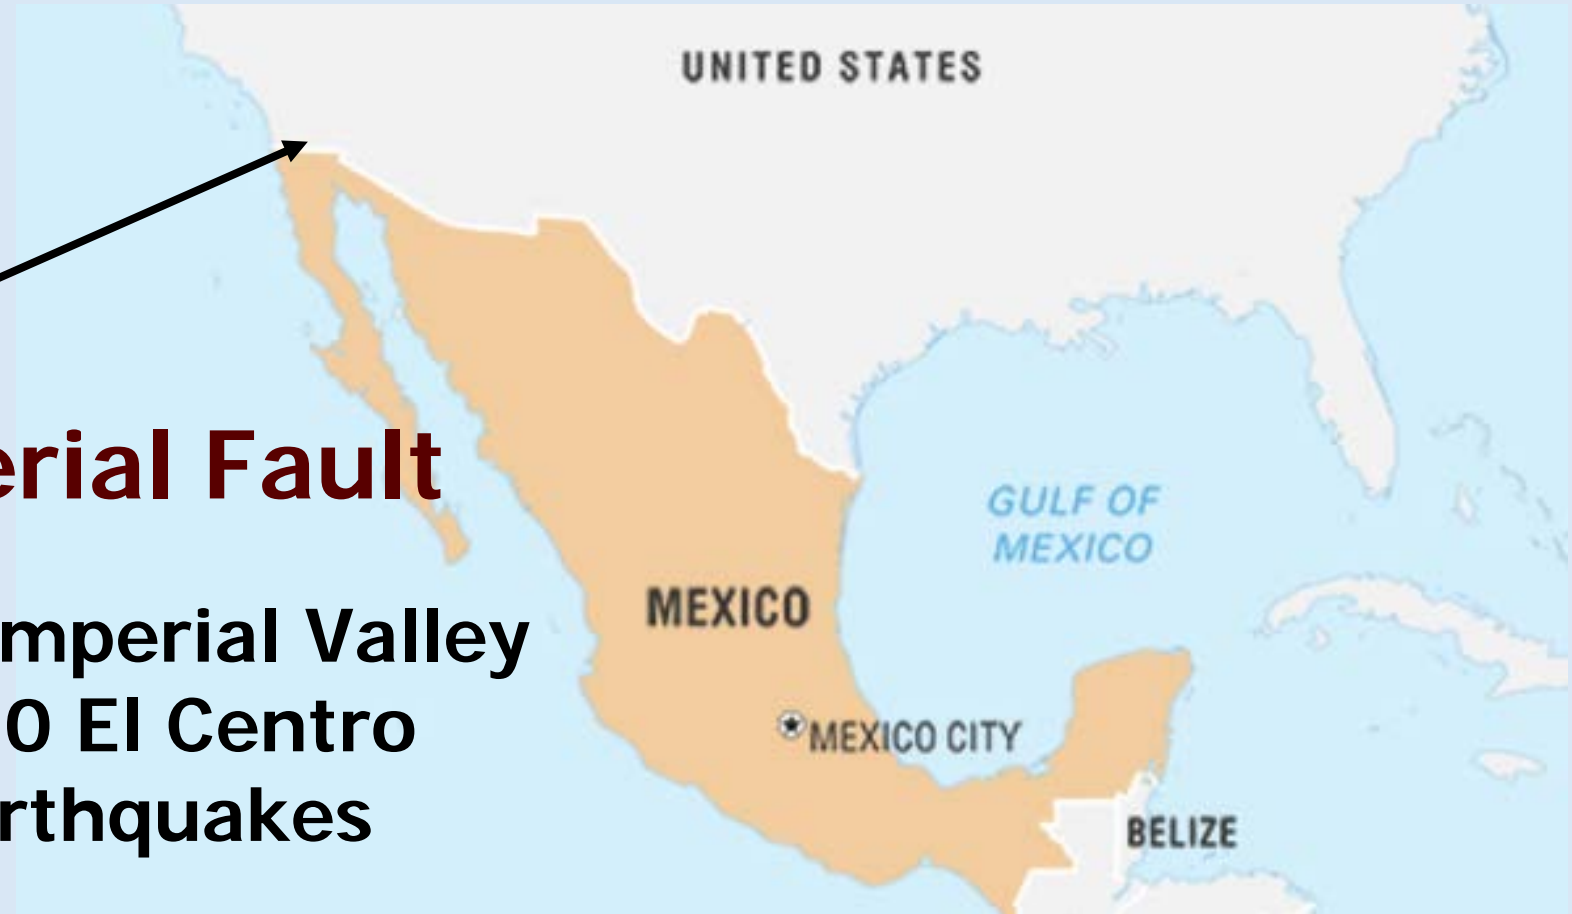 UNITED STATES
erial Fault
GULF OF
MEXICO
MEXICO
mperial Valley
0 El Centro
MEXICO CITY
rthquakes
BELIZE